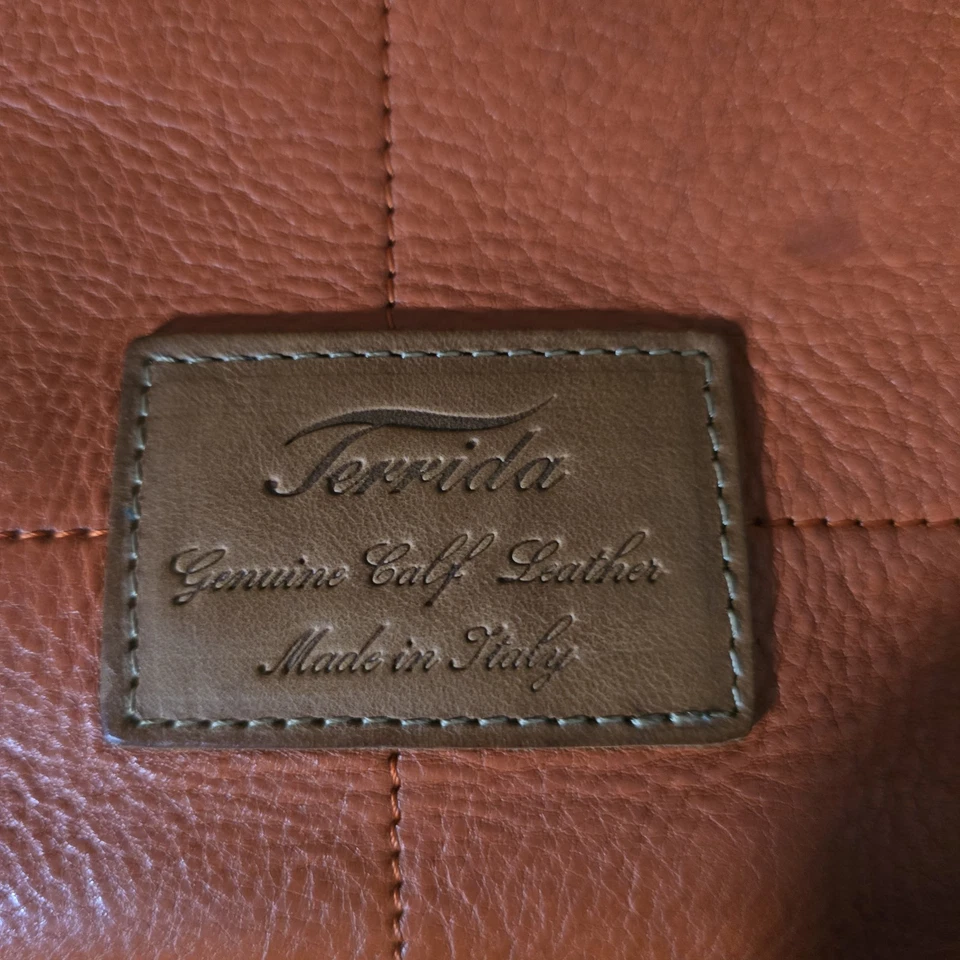 Terrida
Genuine Calf Leather
Made in Italy